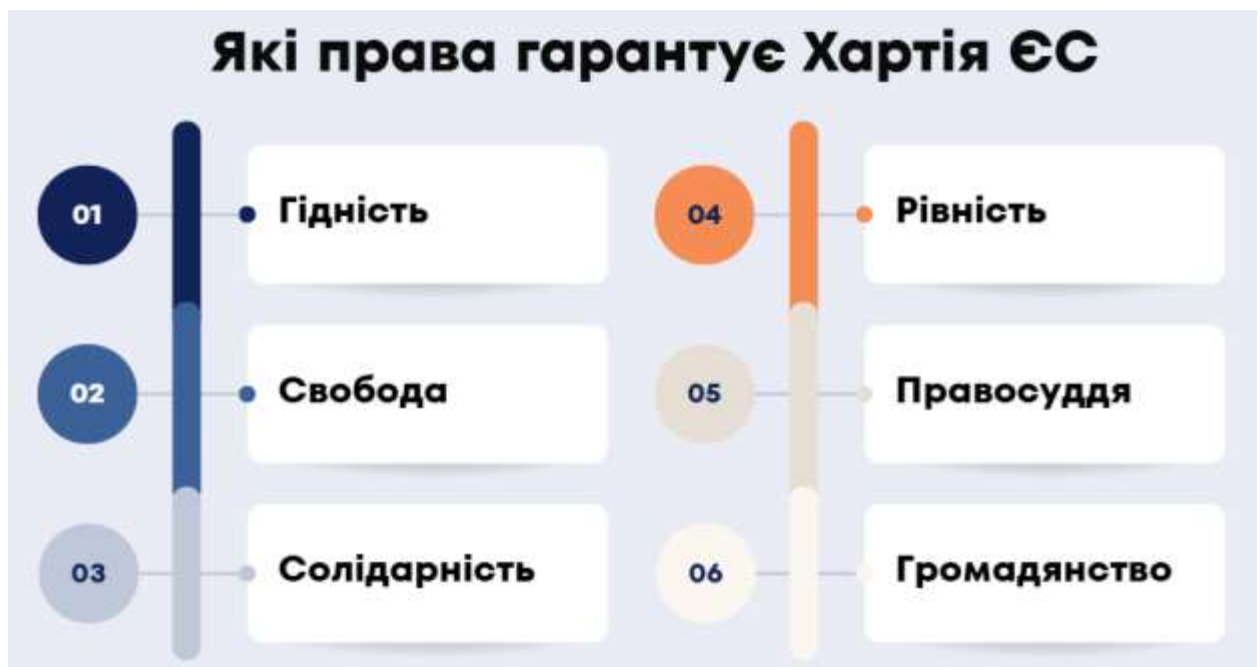 Які права гарантує Хартія ЄС
01
Гідність
02
Свобода
03
Солідарність
04
Рівність
05
Правосуддя
06
Громадянство